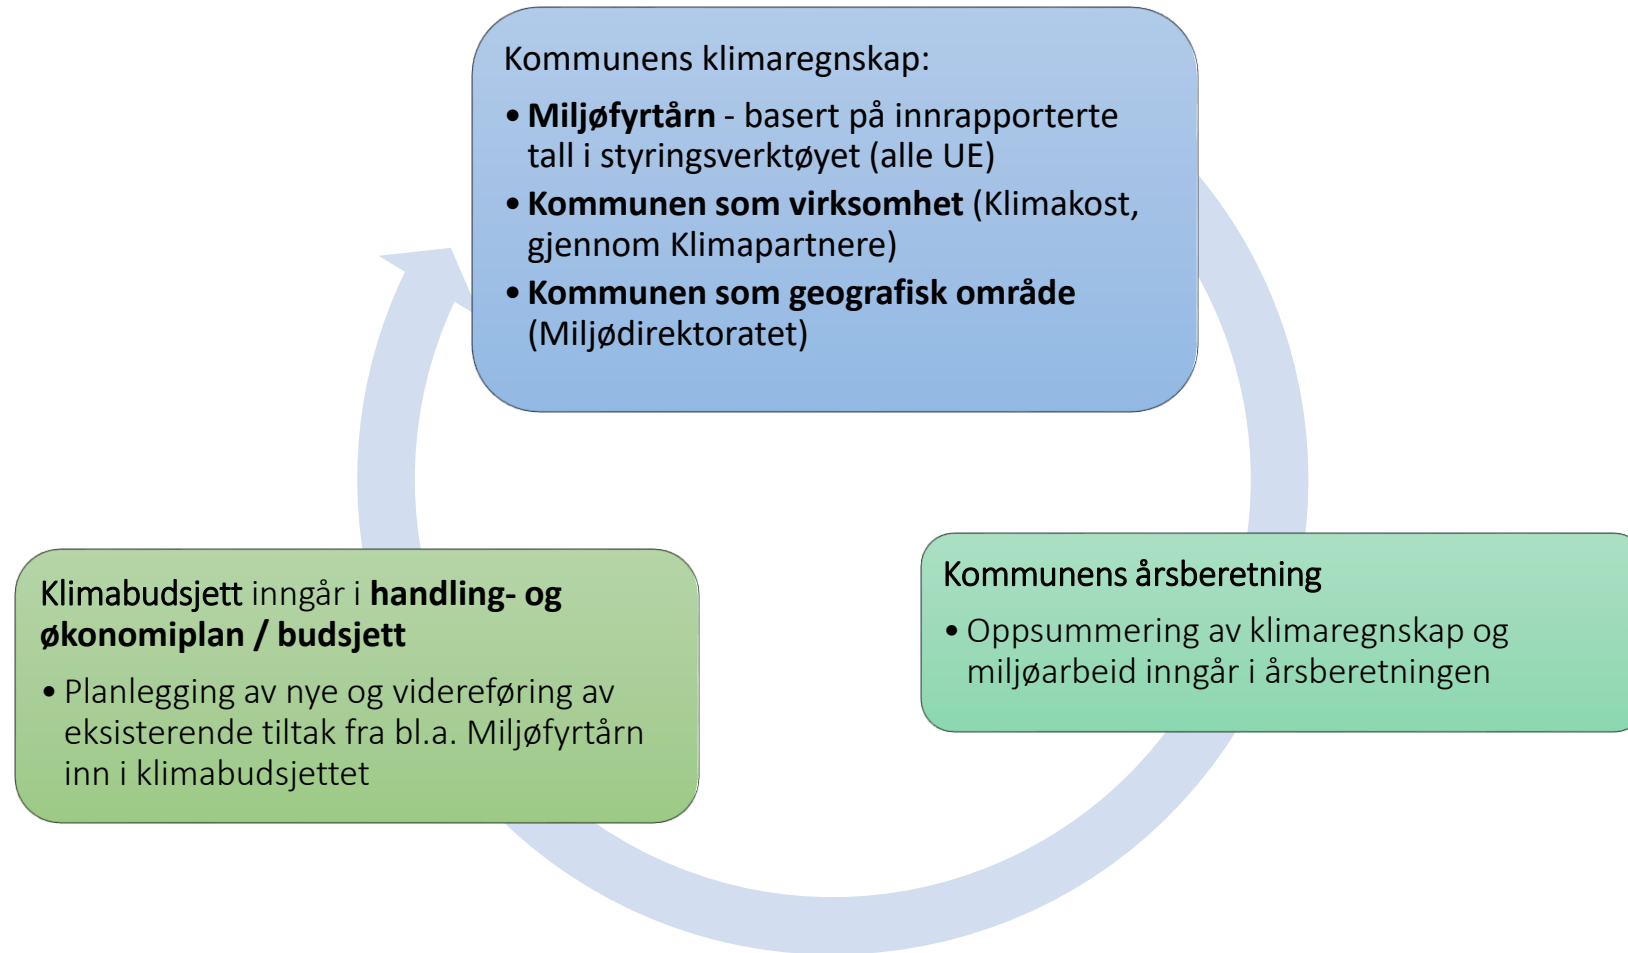 Kommunens klimaregnskap:
• Miljøfyrtårn - basert på innrapporterte
tall i styringsverktøyet (alle UE)
• Kommunen som virksomhet (Klimakost,
gjennom Klimapartnere)
• Kommunen som geografisk område
(Miljødirektoratet)
Kommunens årsberetning
• Oppsummering av klimaregnskap og
miljøarbeid inngår i årsberetningen
Klimabudsjett inngår i handling- og
økonomiplan / budsjett
• Planlegging av nye og videreføring av
eksisterende tiltak fra bl.a. Miljøfyrtårn
inn i klimabudsjettet